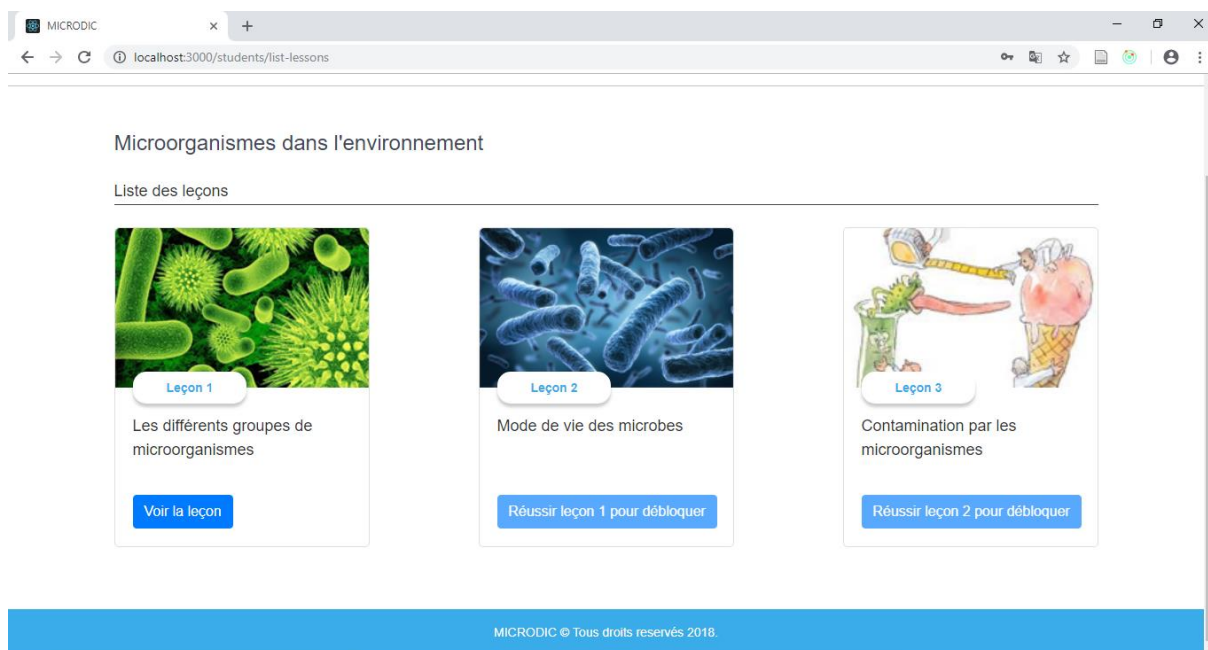 MICRODIC
localhost:3000/students/list-lessons
Microorganismes dans l'environnement
Liste des leçons
Leçon 1
Les différents groupes de
microorganismes
Voir la leçon
Leçon 2
Mode de vie des microbes
Réussir leçon 1 pour débloquer
Leçon 3
Contamination par les
microorganismes
Réussir leçon 2 pour débloquer
MICRODIC © Tous droits reservés 2018.